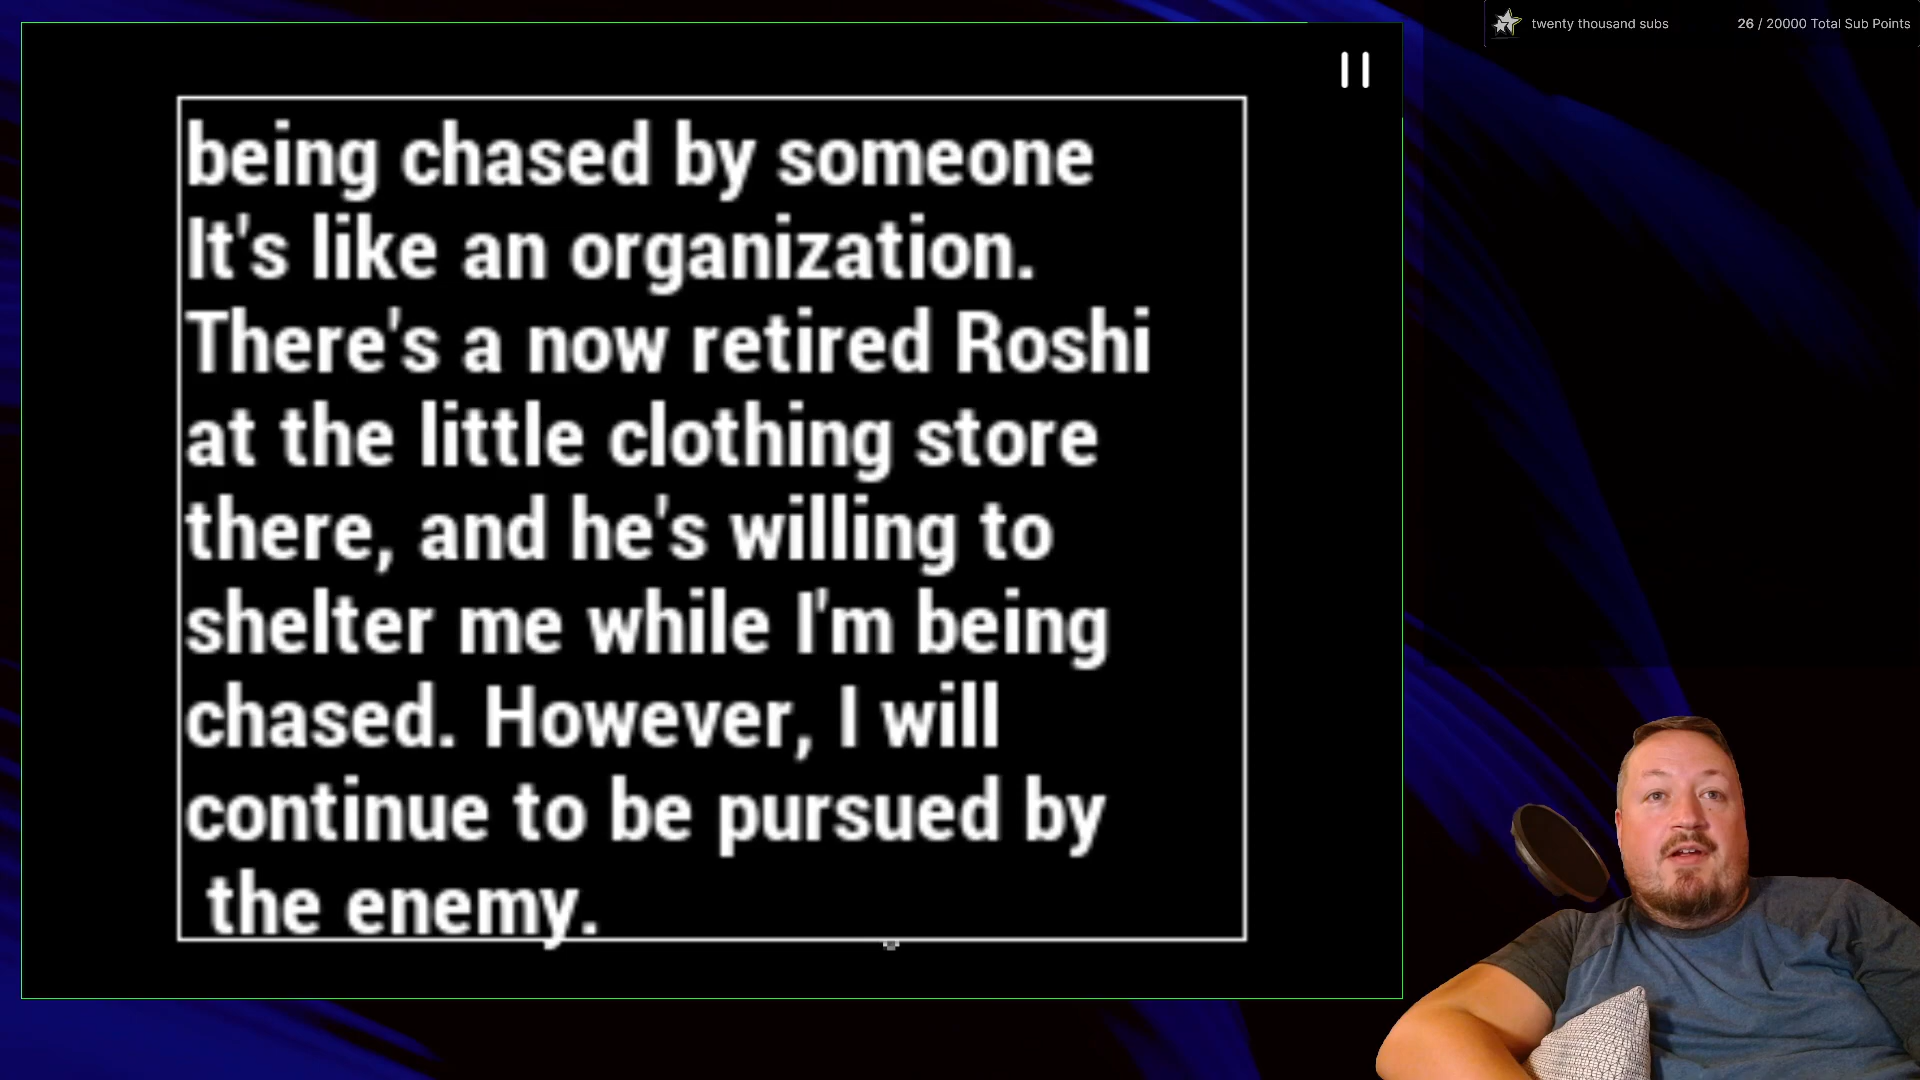 twenty thousand subs 26 / 20000 Total Sub Points
being chased by someone
It's like an organization.
There's a now retired Roshi
at the little clothing store
there, and he's willing to
shelter me while I'm being
chased. However, I will
continue to be pursued by
the enemy.